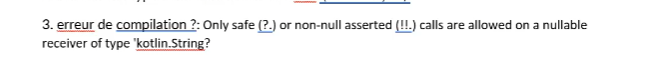 3. erreur de compilation ?: Only safe (?.) or non-null asserted (!!.) calls are allowed on a nullable
receiver of type 'kotlin.String?